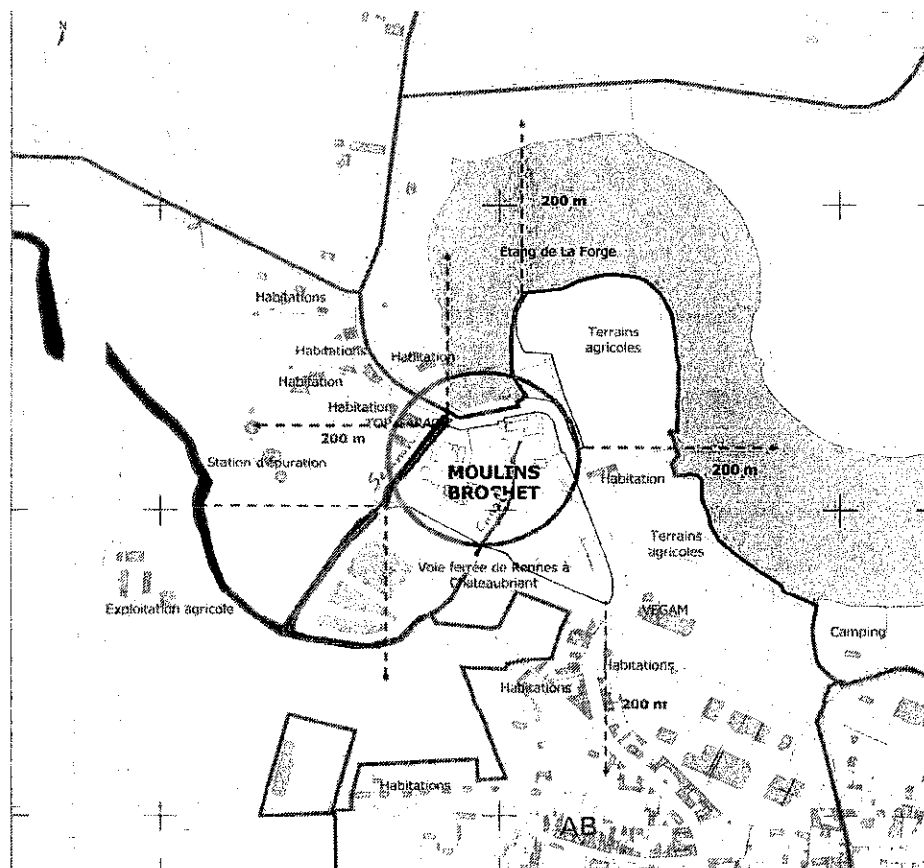 N
200 m
Etang de La Forge
Habitations
Terrains
agricoles
Habitations
Habitation
Habitation
Habitation
200 m
Station d'épuration
MOULINS
BROCHET
Habitation
200 m
Terrains
agricoles
Voie ferrée de Rennes à
Chateaubriant
Exploitation agricole
VEGAM
Camping
Habitations
Habitations
200 m
Habitations
AB